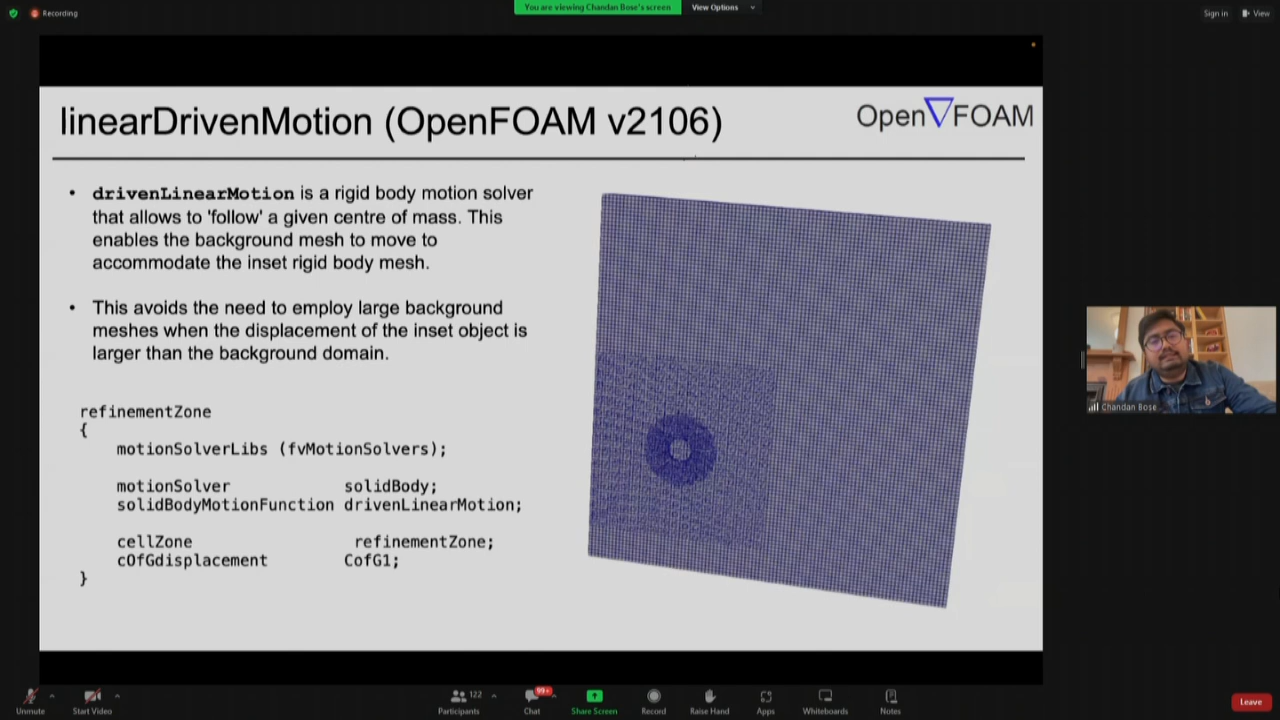 Recording
You are viewing Chandan Bose's screen
View Options
Sign in
View
linearDrivenMotion (OpenFOAM v2106)
Open∇FOAM
• drivenLinearMotion is a rigid body motion solver
that allows to 'follow' a given centre of mass. This
enables the background mesh to move to
accommodate the inset rigid body mesh.
• This avoids the need to employ large background
meshes when the displacement of the inset object is
larger than the background domain.
refinementZone
{
motionSolverLibs (fvMotionSolvers);
motionSolver solidBody;
solidBodyMotionFunction drivenLinearMotion;
cellZone refinementZone;
cOfGdisplacement CofG1;
}
Chandan Bose
Unmute
Start Video
122
Participants
99+
Chat
Share Screen
Record
Raise Hand
Apps
Whiteboards
Notes
Leave